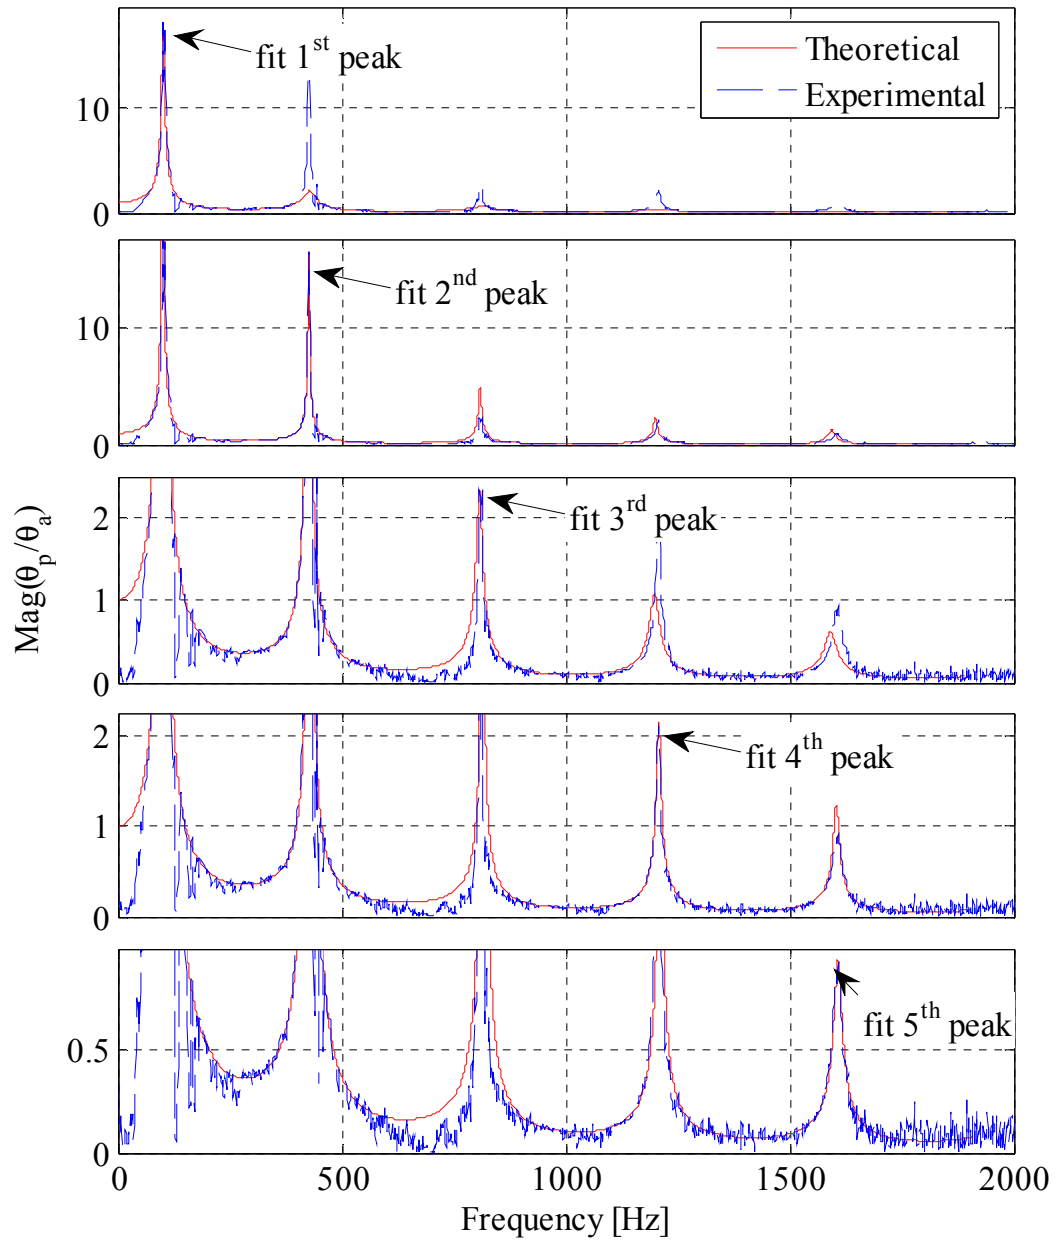 fit 1st peak
Theoretical
Experimental
10
0
fit 2nd peak
10
0
Mag(θp/θa)
fit 3rd peak
2
1
0
fit 4th peak
2
1
0
fit 5th peak
0.5
0
0 500 1000 1500 2000
Frequency [Hz]